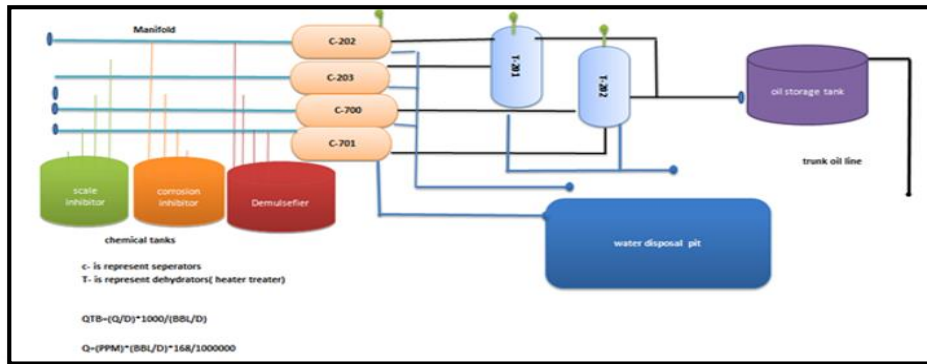 Manifold
C-202
C-203
C-700
C-701
T-201
T-202
oil storage tank
trunk oil line
scale
inhibitor
corrosion
inhibitor
Demulsefier
chemical tanks
water disposal pit
c- is represent seperators
T- is represent dehydrators( heater treater)
QTB=(Q/D)*1000/(BBL/D)
Q=(PPM)*(BBL/D)*168/1000000